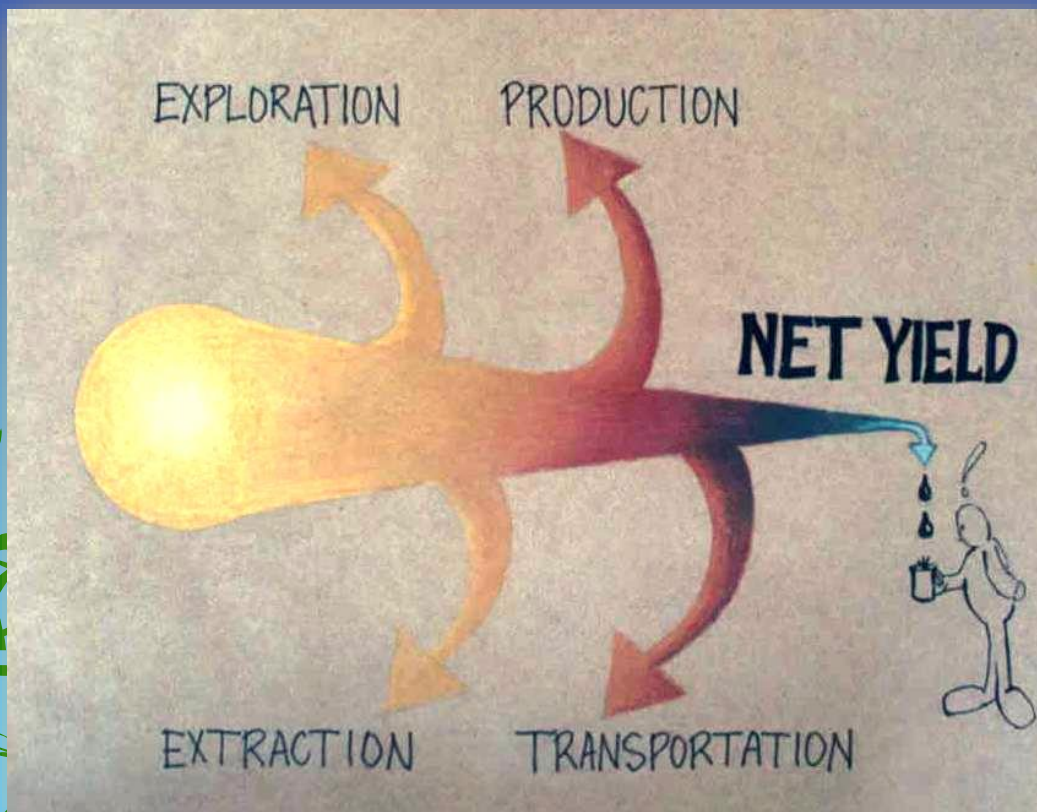 EXPLORATION
PRODUCTION
NET YIELD
EXTRACTION
TRANSPORTATION